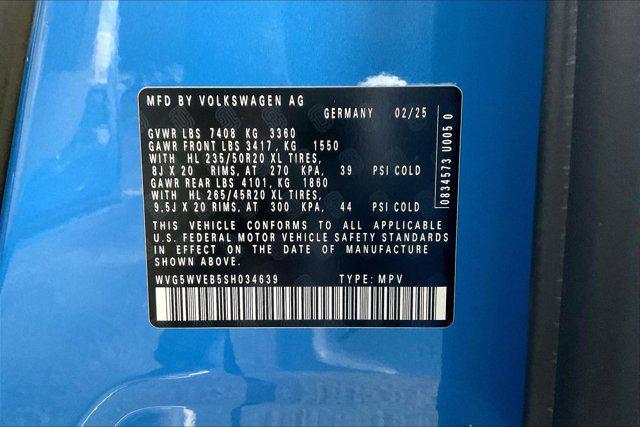 MFD BY VOLKSWAGEN AG
GERMANY 02/25
GVWR LBS 7408 KG 3360
GAWR FRONT LBS 3417, KG 1550
WITH HL 235/50R20 XL TIRES,
8J X 20 RIMS, AT 270 KPA, 39 PSI COLD
GAWR REAR LBS 4101, KG 1860
WITH HL 265/45R20 XL TIRES,
9.5J X 20 RIMS, AT 300 KPA, 44 PSI COLD
THIS VEHICLE CONFORMS TO ALL APPLICABLE
U.S. FEDERAL MOTOR VEHICLE SAFETY STANDARDS
IN EFFECT ON THE DATE OF MANUFACTURE
SHOWN ABOVE.
WVG5WVEB5SH034639 TYPE: MPV
0834573 U005 0